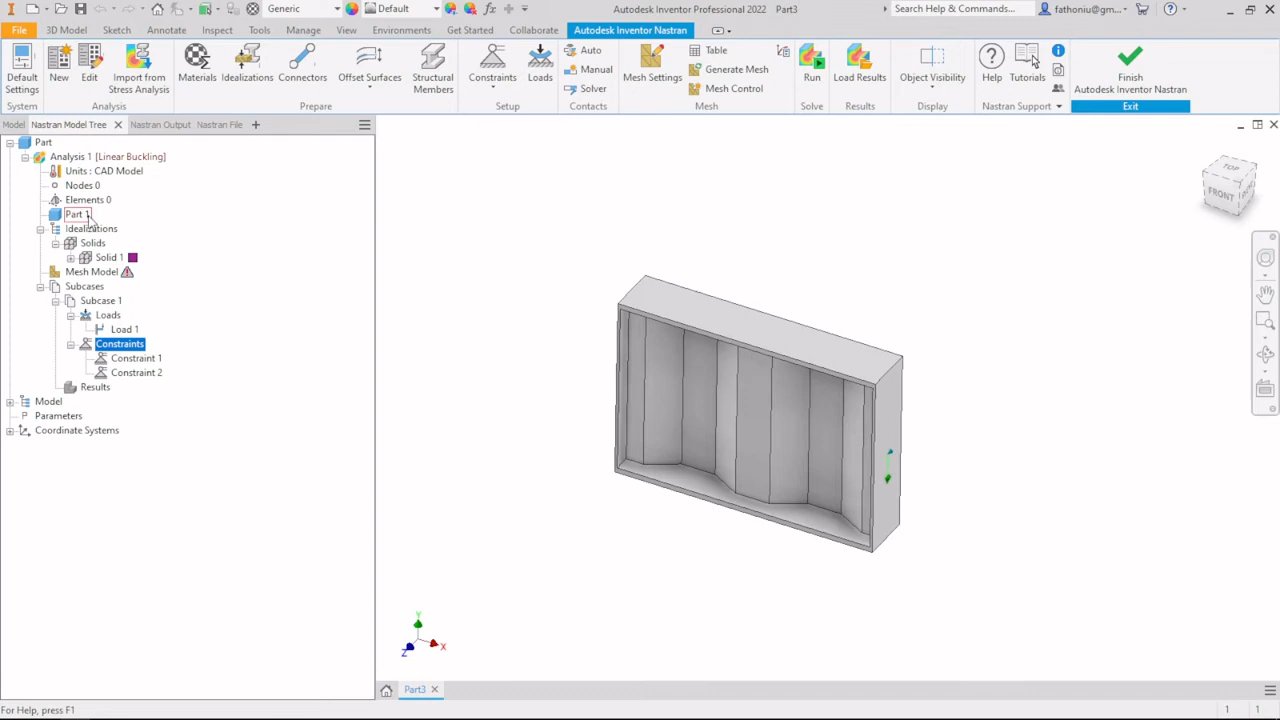 Generic
Default
Autodesk Inventor Professional 2022 Part3
Search Help & Commands...
fathoniu@gm...
File 3D Model Sketch Annotate Inspect Tools Manage View Environments Get Started Collaborate Autodesk Inventor Nastran
Default Settings
New
Edit
Import from Stress Analysis
Materials
Idealizations
Connectors
Offset Surfaces
Structural Members
Constraints
Loads
Auto
Manual
Solver
Mesh Settings
Table
Generate Mesh
Mesh Control
Run
Load Results
Object Visibility
Help
Tutorials
Finish Autodesk Inventor Nastran
System Analysis Prepare Setup Contacts Mesh Solve Results Display Nastran Support Exit
Model Nastran Model Tree Nastran Output Nastran File
Part
Analysis 1 [Linear Buckling]
Units : CAD Model
Nodes 0
Elements 0
Part 1
Idealizations
Solids
Solid 1
Mesh Model
Subcases
Subcase 1
Loads
Load 1
Constraints
Constraint 1
Constraint 2
Results
Model
Parameters
Coordinate Systems
TOP
FRONT
Y
X
Z
Part3
For Help, press F1
1 1